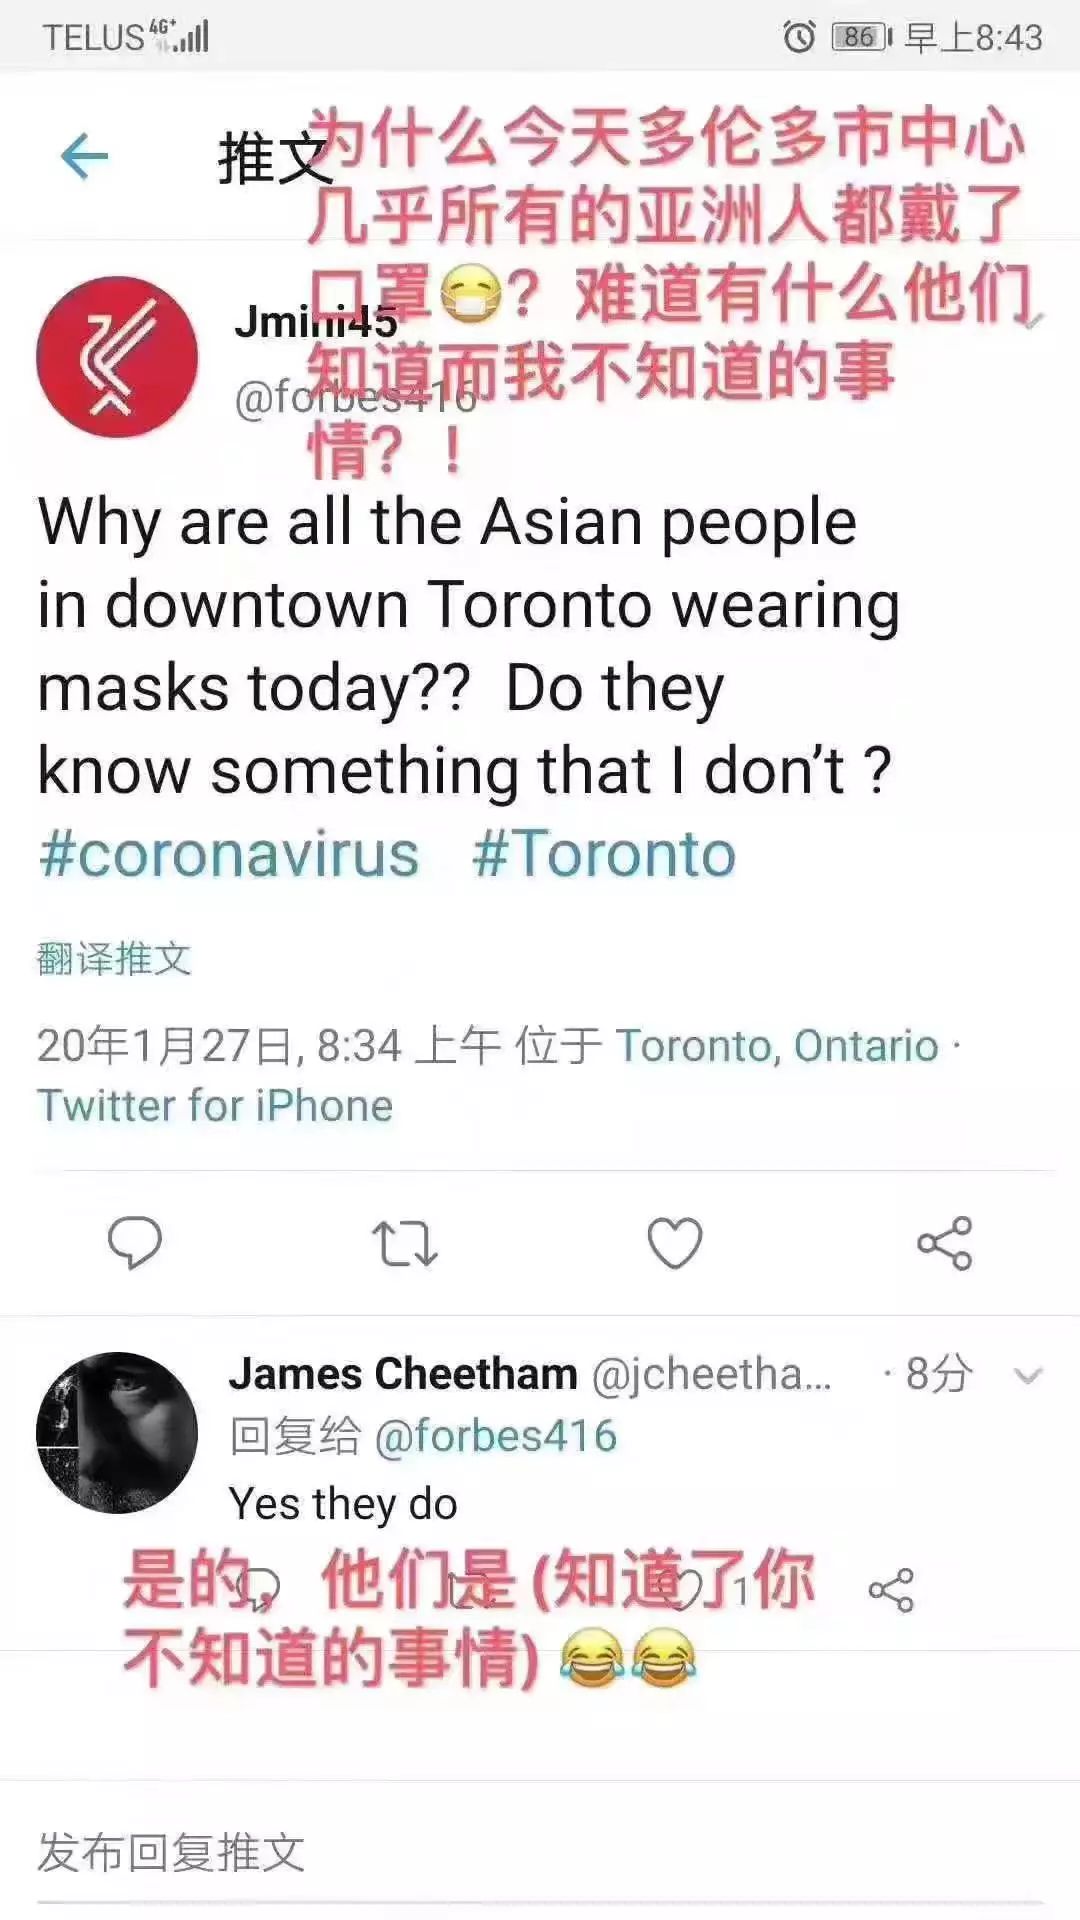 TELUS 4G+ 86 早上8:43
推文
为什么今天多伦多市中心
几乎所有的亚洲人都戴了
口罩😷？难道有什么他们
知道而我不知道的事
情？！
Jmini45
@forbes416
Why are all the Asian people
in downtown Toronto wearing
masks today?? Do they
know something that I don’t ?
#coronavirus #Toronto
翻译推文
20年1月27日, 8:34 上午 位于 Toronto, Ontario ·
Twitter for iPhone
James Cheetham @jcheetha... · 8分
回复给 @forbes416
Yes they do
1
是的，他们是 (知道了你
不知道的事情) 😂😂
发布回复推文